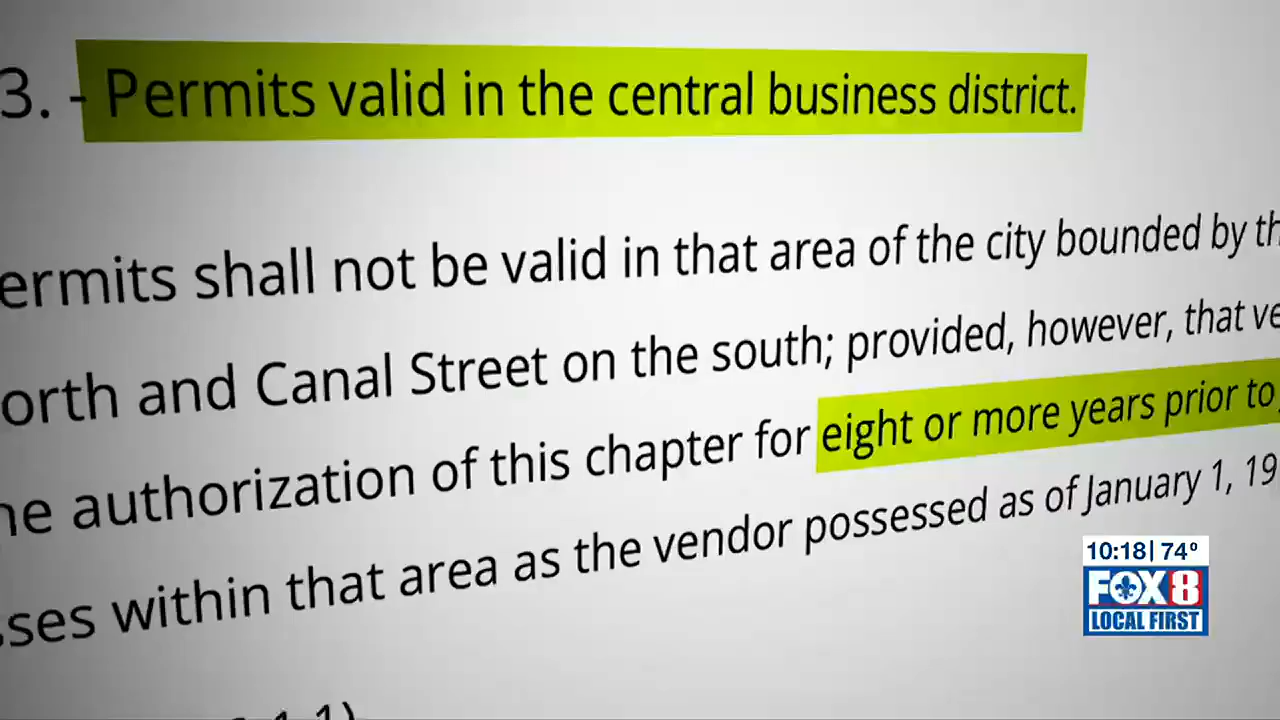 3. - Permits valid in the central business district.
ermits shall not be valid in that area of the city bounded by th
orth and Canal Street on the south; provided, however, that ve
he authorization of this chapter for eight or more years prior to,
sses within that area as the vendor possessed as of January 1, 19
10:18| 74°
FOX 8
LOCAL FIRST